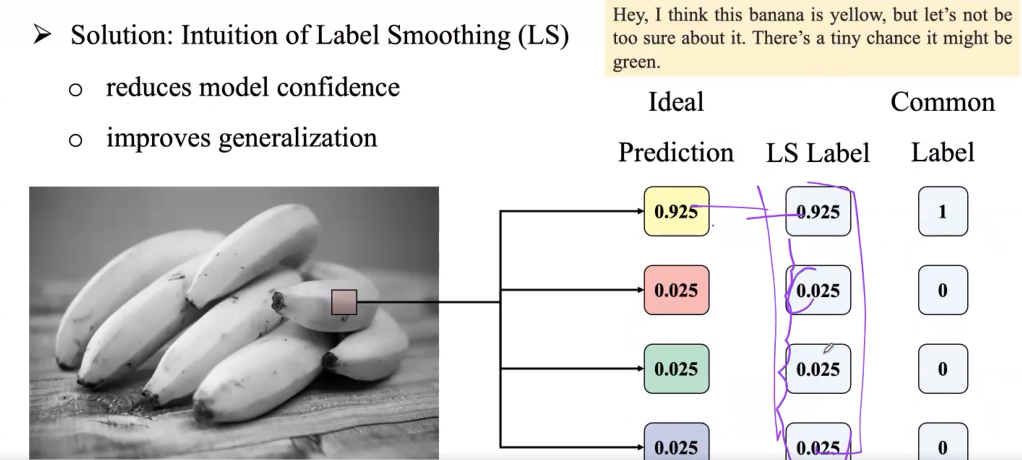 ➤ Solution: Intuition of Label Smoothing (LS)
o reduces model confidence
o improves generalization
Hey, I think this banana is yellow, but let's not be
too sure about it. There's a tiny chance it might be
green.
Ideal Common
Prediction LS Label Label
0.925 0.925 1
0.025 0.025 0
0.025 0.025 0
0.025 0.025 0